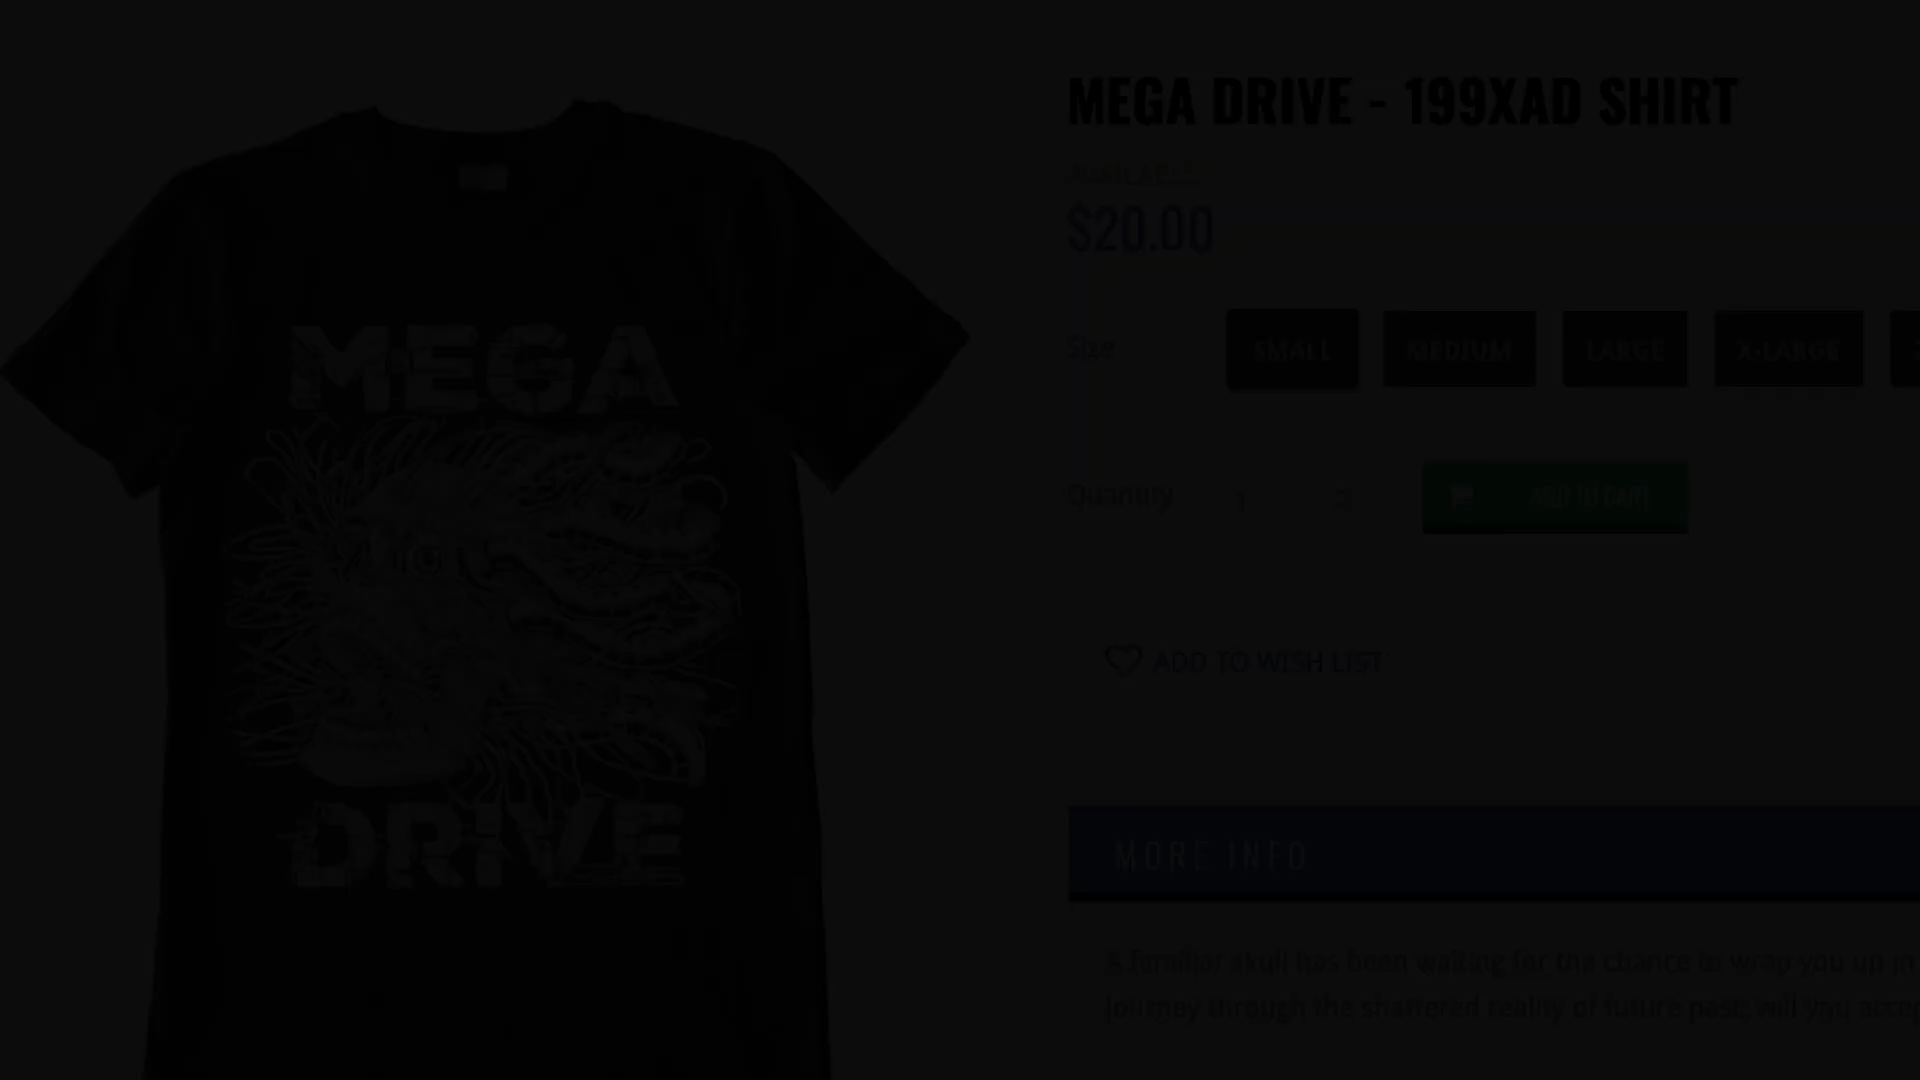 MEGA DRIVE - 199XAD SHIRT
AVAILABLE
$20.00
Size SMALL MEDIUM LARGE X-LARGE
Quantity 1 ADD TO CART
ADD TO WISH LIST
MORE INFO
A familiar skull has been waiting for the chance to wrap you up in
journey through the shattered reality of future past, will you
MEGA
DRIVE